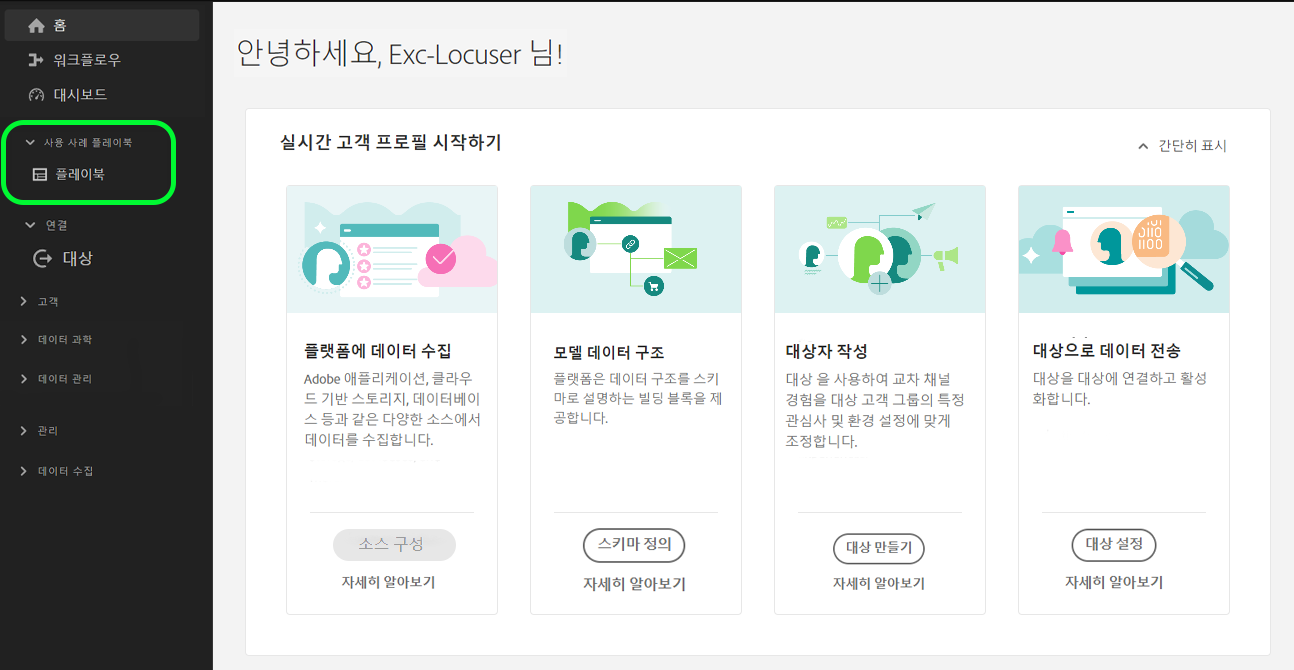 홈
워크플로우
대시보드
사용 사례 플레이북
플레이북
연결
대상
고객
데이터 과학
데이터 관리
관리
데이터 수집
안녕하세요, Exc-Locuser 님!
실시간 고객 프로필 시작하기
간단히 표시
플랫폼에 데이터 수집
Adobe 애플리케이션, 클라우
드 기반 스토리지, 데이터베이
스 등과 같은 다양한 소스에서
데이터를 수집합니다.
소스 구성
자세히 알아보기
모델 데이터 구조
플랫폼은 데이터 구조를 스키
마로 설명하는 빌딩 블록을 제
공합니다.
스키마 정의
자세히 알아보기
대상자 작성
대상 을 사용하여 교차 채널
경험을 대상 고객 그룹의 특정
관심사 및 환경 설정에 맞게
조정합니다.
대상 만들기
자세히 알아보기
대상으로 데이터 전송
대상을 대상에 연결하고 활성
화합니다.
대상 설정
자세히 알아보기